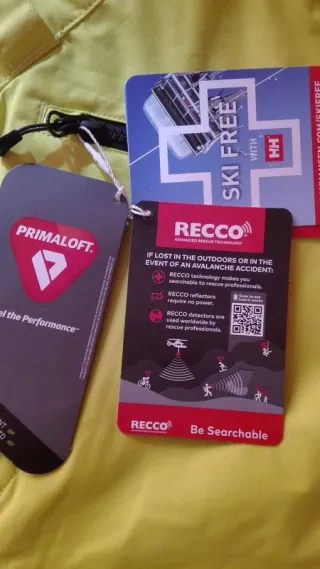 SKI FREE
WITH
HH
PRIMALOFT®
the Performance™
RECCO
ADVANCED RESCUE TECHNOLOGY
IF LOST IN THE OUTDOORS OR IN THE
EVENT OF AN AVALANCHE ACCIDENT:
RECCO technology makes you
searchable to rescue professionals.
RECCO reflectors
require no power.
RECCO detectors are
used worldwide by
rescue professionals.
RECCO
Be Searchable